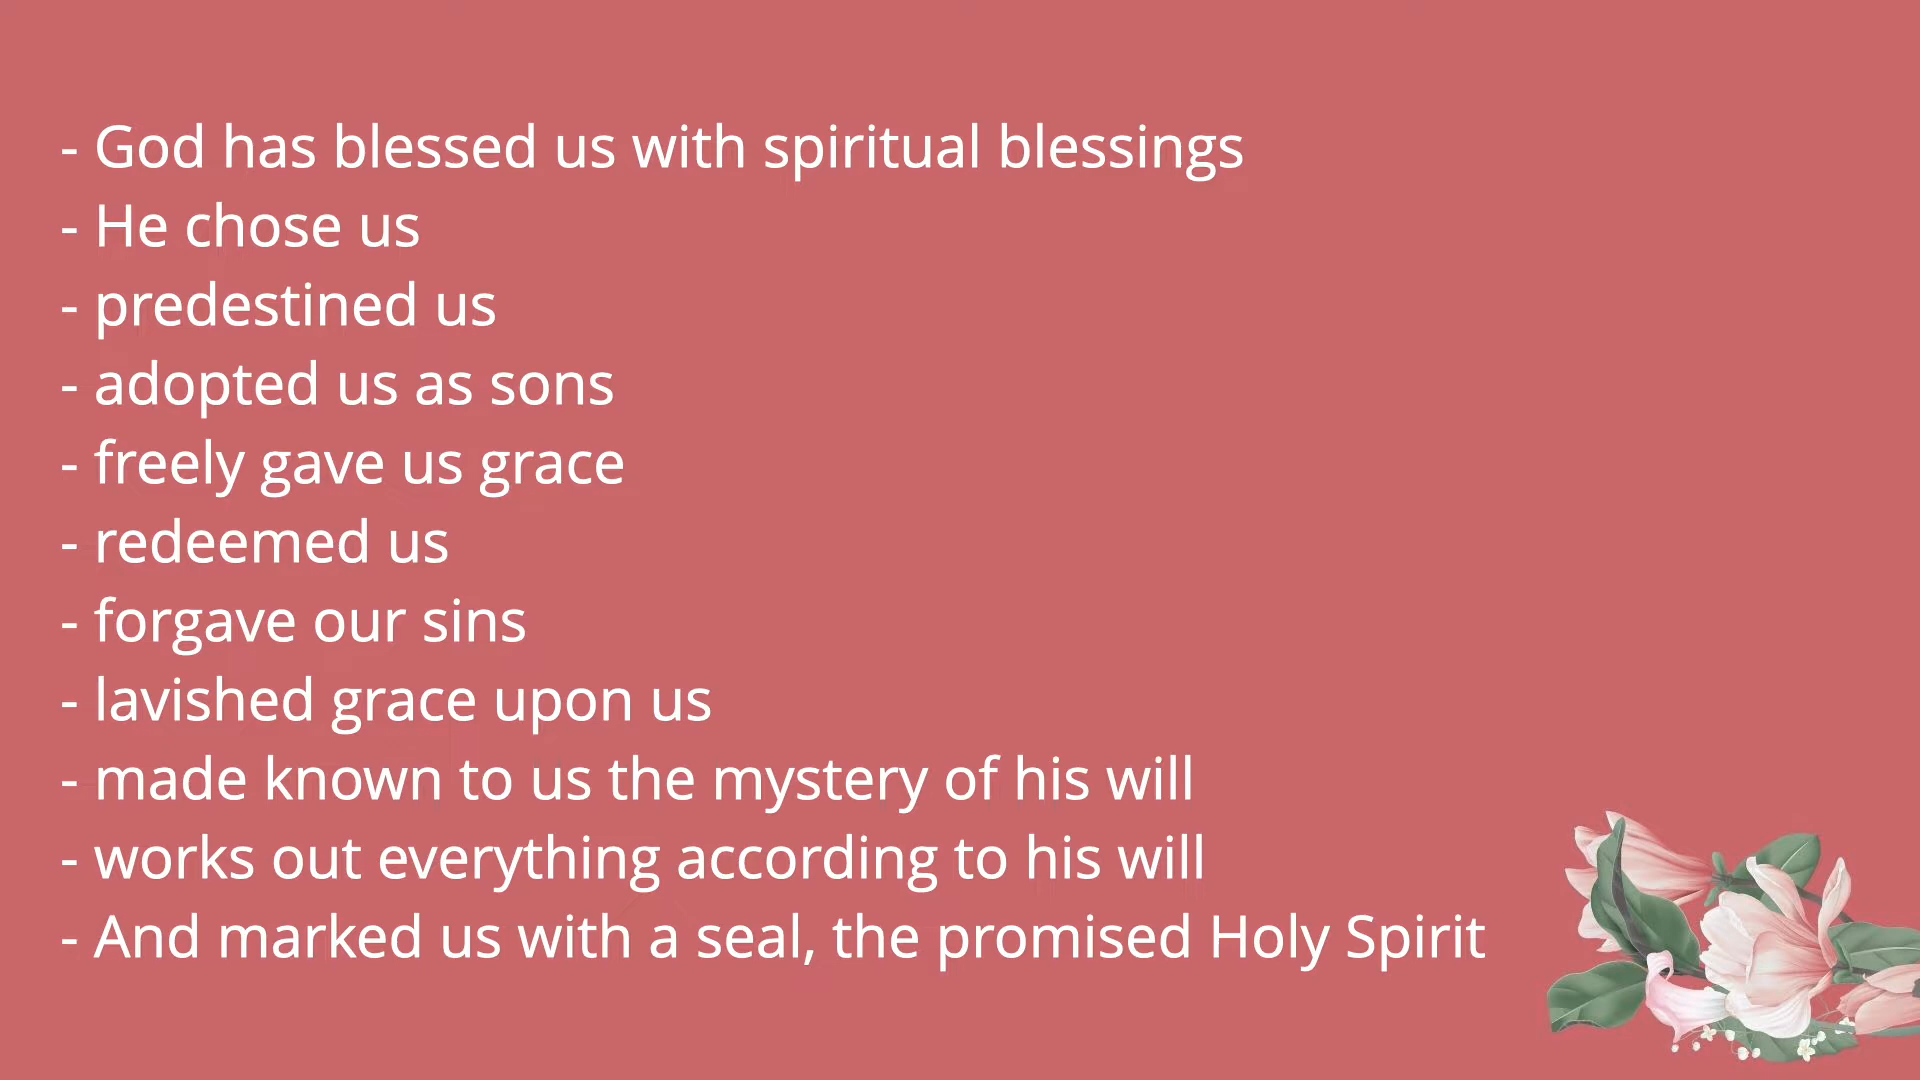 - God has blessed us with spiritual blessings
- He chose us
- predestined us
- adopted us as sons
- freely gave us grace
- redeemed us
- forgave our sins
- lavished grace upon us
- made known to us the mystery of his will
- works out everything according to his will
- And marked us with a seal, the promised Holy Spirit